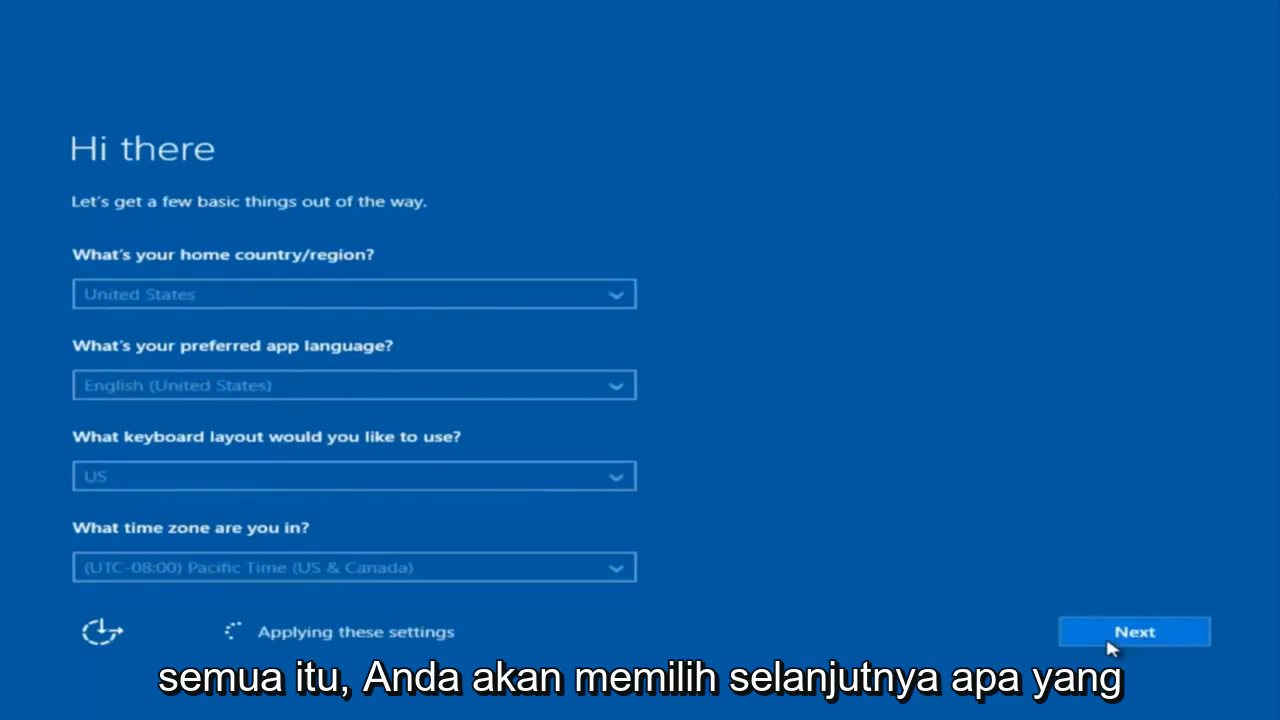 Hi there
Let's get a few basic things out of the way.
What's your home country/region?
United States
What's your preferred app language?
English (United States)
What keyboard layout would you like to use?
US
What time zone are you in?
(UTC-08:00) Pacific Time (US & Canada)
Applying these settings
Next
semua itu, Anda akan memilih selanjutnya apa yang